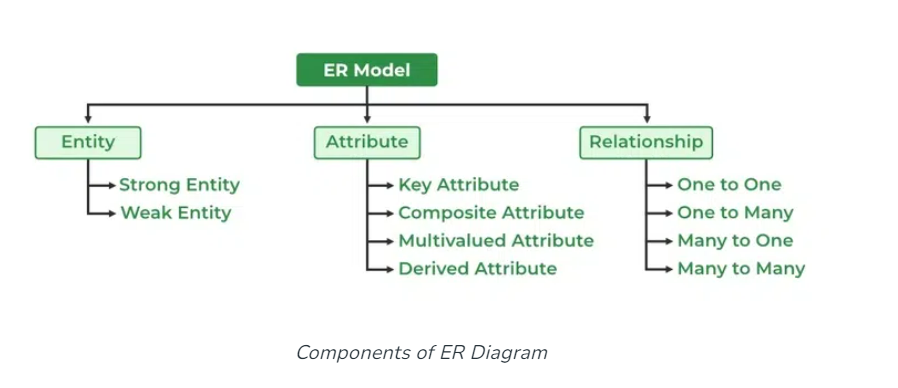 ER Model
Entity
Strong Entity
Weak Entity
Attribute
Key Attribute
Composite Attribute
Multivalued Attribute
Derived Attribute
Relationship
One to One
One to Many
Many to One
Many to Many
Components of ER Diagram